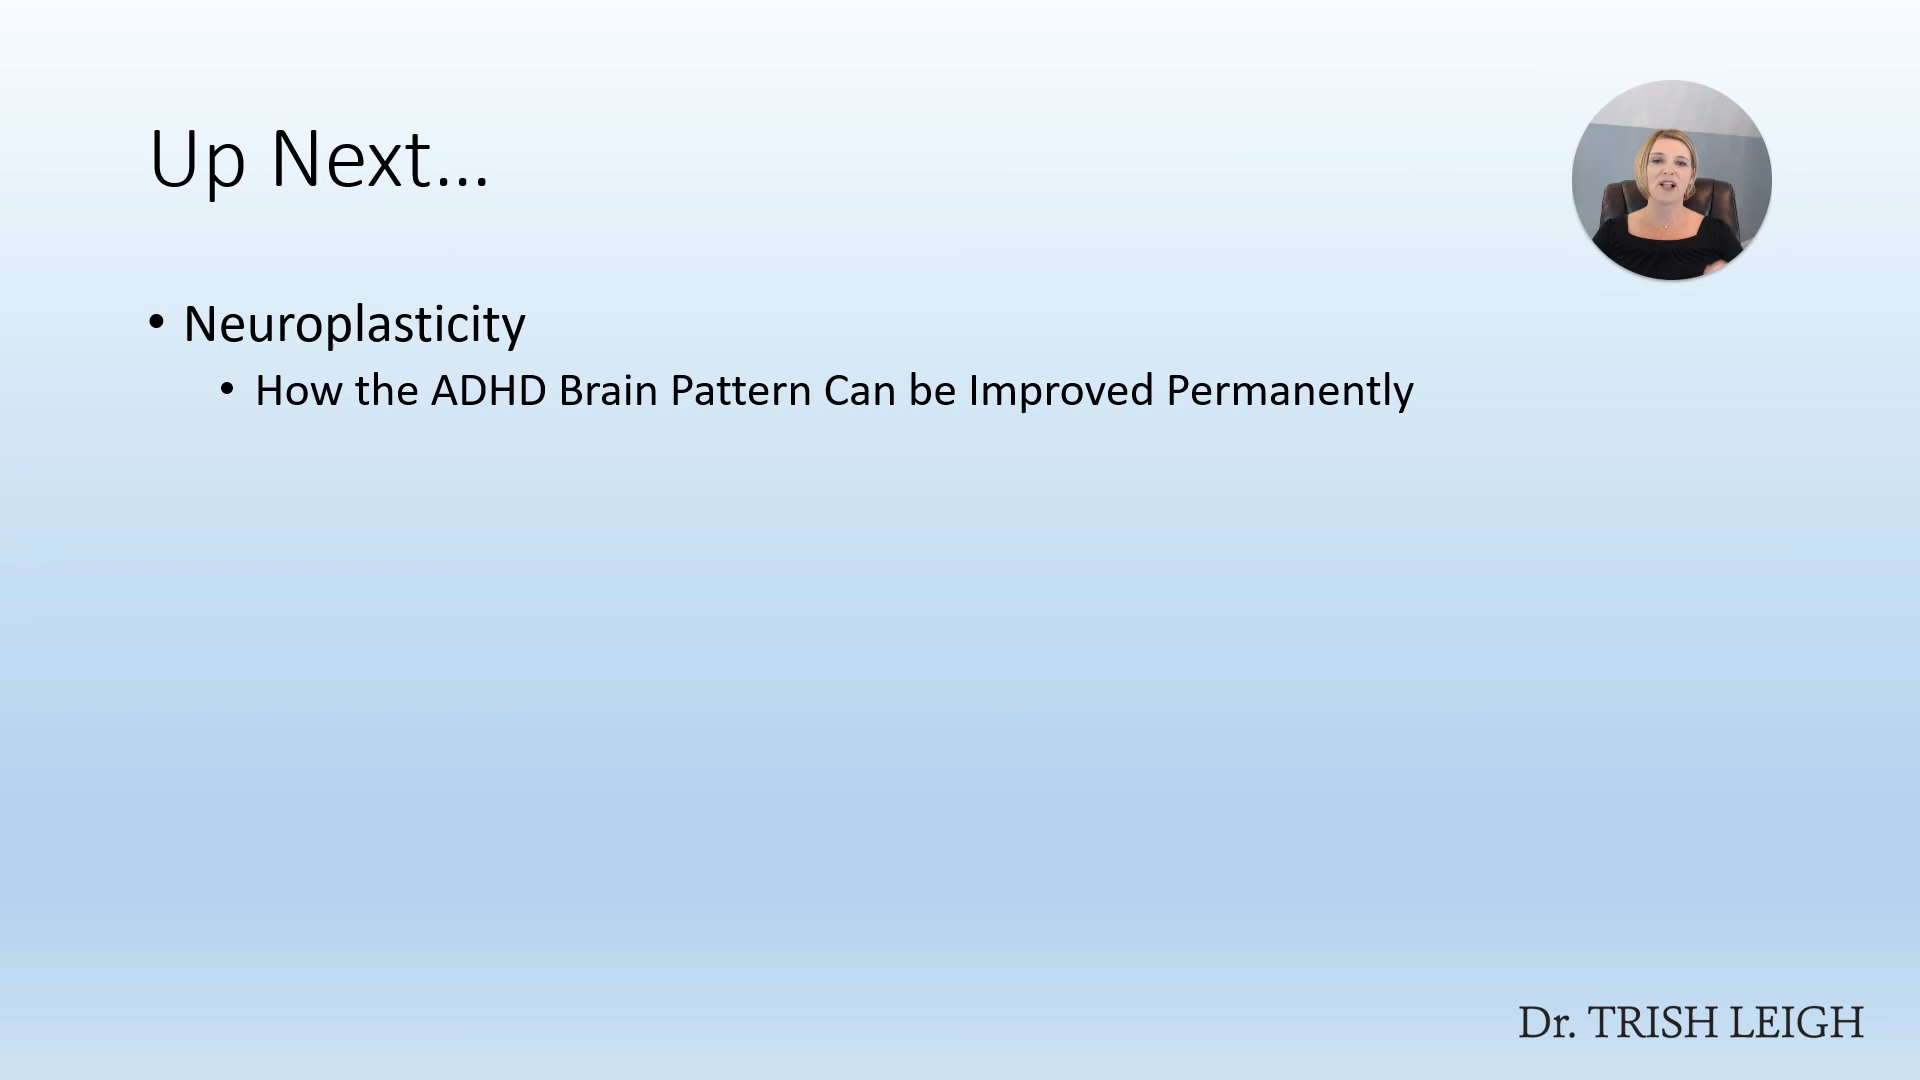 Up Next...
• Neuroplasticity
• How the ADHD Brain Pattern Can be Improved Permanently
Dr. TRISH LEIGH